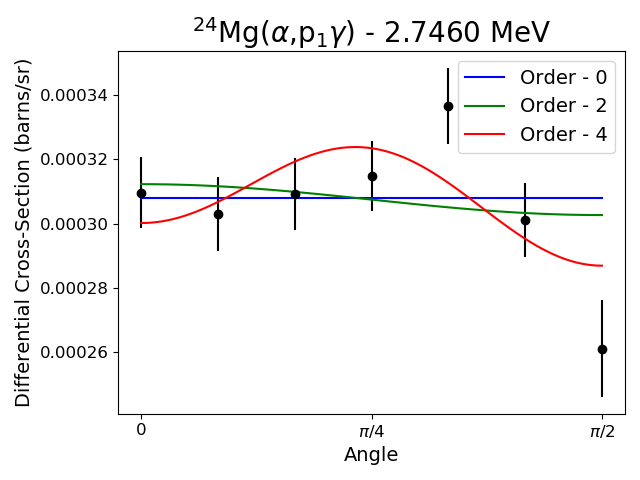 ²⁴Mg(α,p₁γ) - 2.7460 MeV
Differential Cross-Section (barns/sr)
0.00034
0.00032
0.00030
0.00028
0.00026
Order - 0
Order - 2
Order - 4
0
π/4
π/2
Angle